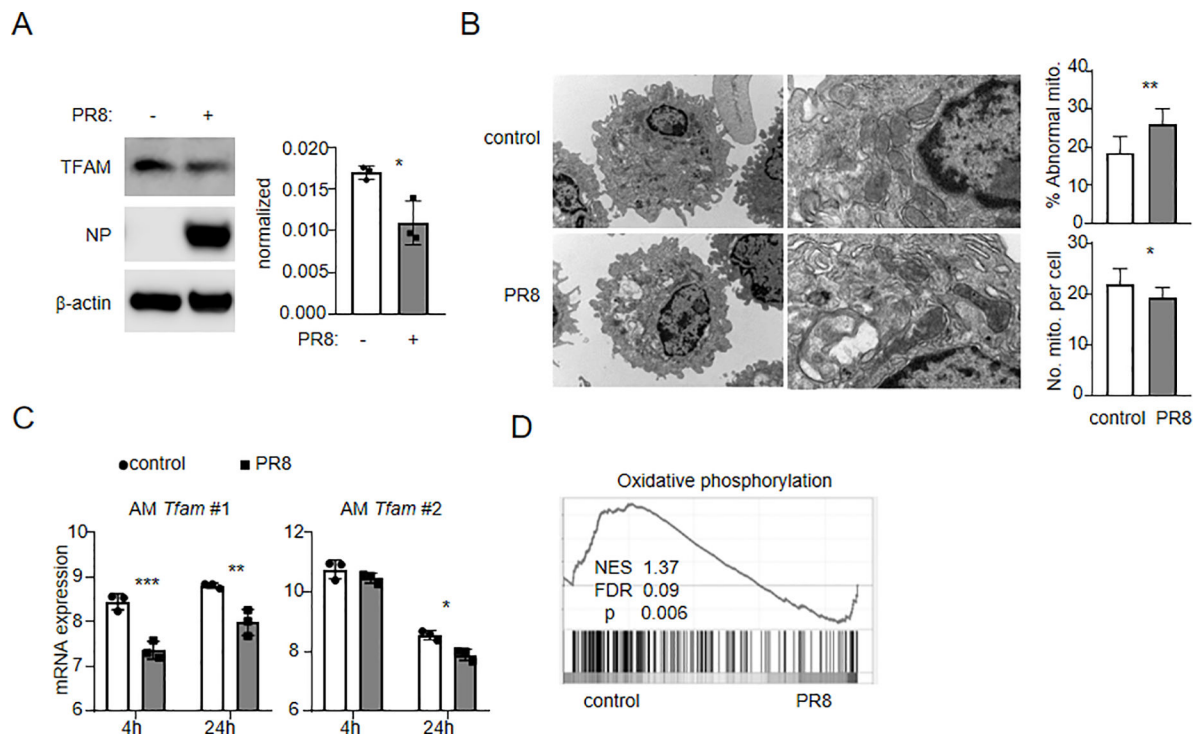 A
PR8: - +
TFAM
NP
β-actin
normalized
0.020
0.015
0.010
0.005
0.000
*
PR8: - +
B
control
PR8
% Abnormal mito.
40
30
20
10
0
**
No. mito. per cell
30
20
10
0
*
control PR8
C
control PR8
AM Tfam #1
mRNA expression
10
9
8
7
6
***
**
4h 24h
AM Tfam #2
12
10
8
6
*
4h 24h
D
Oxidative phosphorylation
NES 1.37
FDR 0.09
p 0.006
control PR8